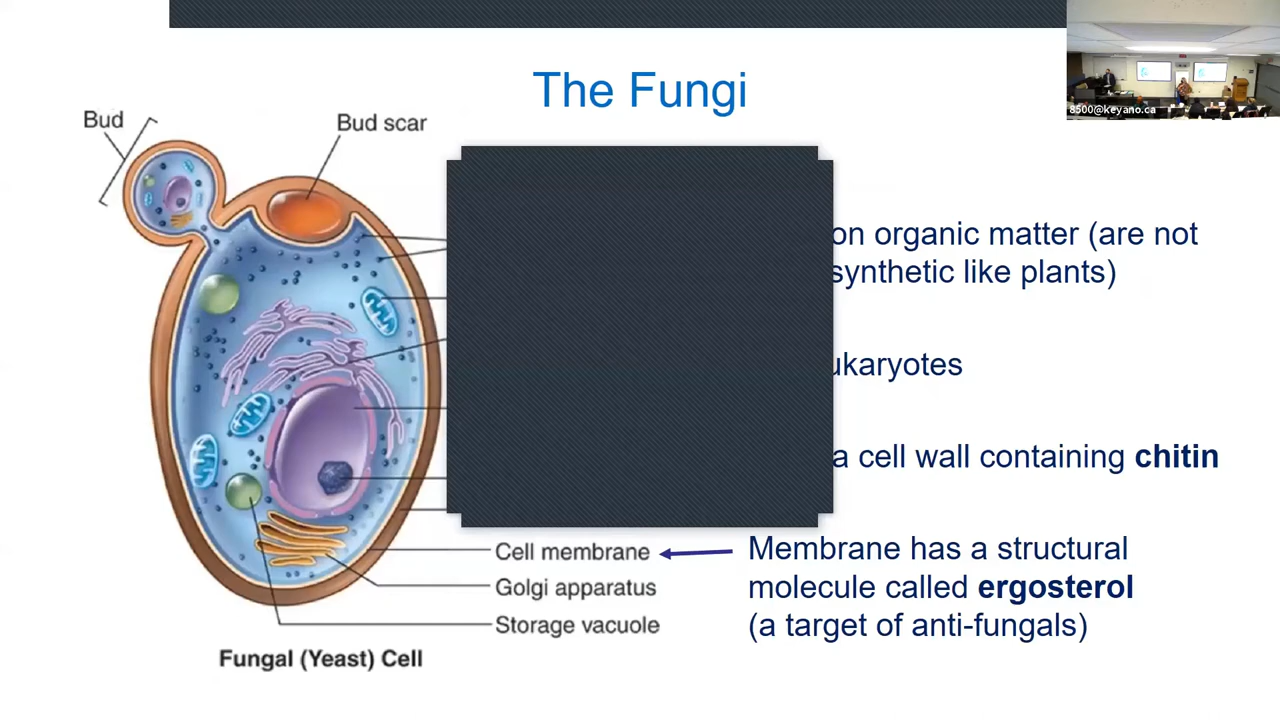 The Fungi
8500@keyano.ca
Bud
Bud scar
on organic matter (are not
synthetic like plants)
ukaryotes
a cell wall containing chitin
Cell membrane
Golgi apparatus
Storage vacuole
Membrane has a structural
molecule called ergosterol
(a target of anti-fungals)
Fungal (Yeast) Cell